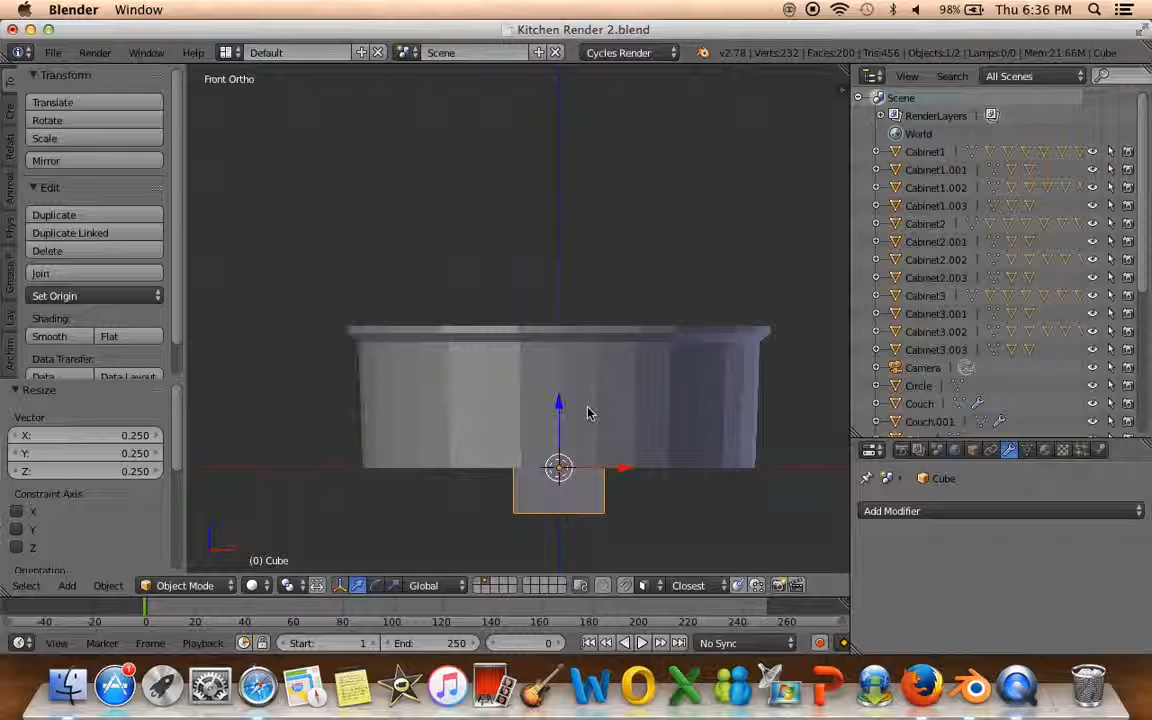 Blender Window 98% Thu 6:36 PM
Kitchen Render 2.blend
File Render Window Help Default Scene Cycles Render v2.78 | Verts:232 | Faces:200 | Tris:456 | Objects:1/2 | Lamps:0/0 | Mem:21.66M | Cube
Transform
Translate
Rotate
Scale
Mirror
Edit
Duplicate
Duplicate Linked
Delete
Join
Set Origin
Shading:
Smooth Flat
Data Transfer:
Data Data Layout
Resize
Vector
X: 0.250
Y: 0.250
Z: 0.250
Constraint Axis
X
Y
Z
Orientation
Front Ortho
(0) Cube
View Search All Scenes
Scene
RenderLayers
World
Cabinet1
Cabinet1.001
Cabinet1.002
Cabinet1.003
Cabinet2
Cabinet2.001
Cabinet2.002
Cabinet2.003
Cabinet3
Cabinet3.001
Cabinet3.002
Cabinet3.003
Camera
Circle
Couch
Couch.001
Cube
Add Modifier
Select Add Object Object Mode Global Closest
-40 -20 0 20 40 60 80 100 120 140 160 180 200 220 240 260
View Marker Frame Playback Start: 1 End: 250 0 No Sync